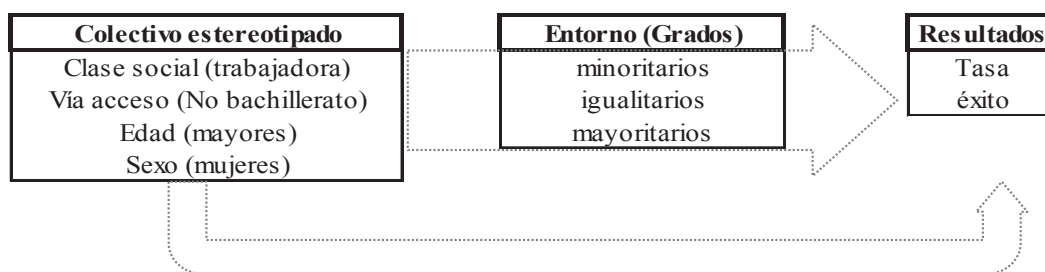 Colectivo estereotipado
Clase social (trabajadora)
Vía acceso (No bachillerato)
Edad (mayores)
Sexo (mujeres)
Entorno (Grados)
minoritarios
igualitarios
mayoritarios
Resultados
Tasa
éxito